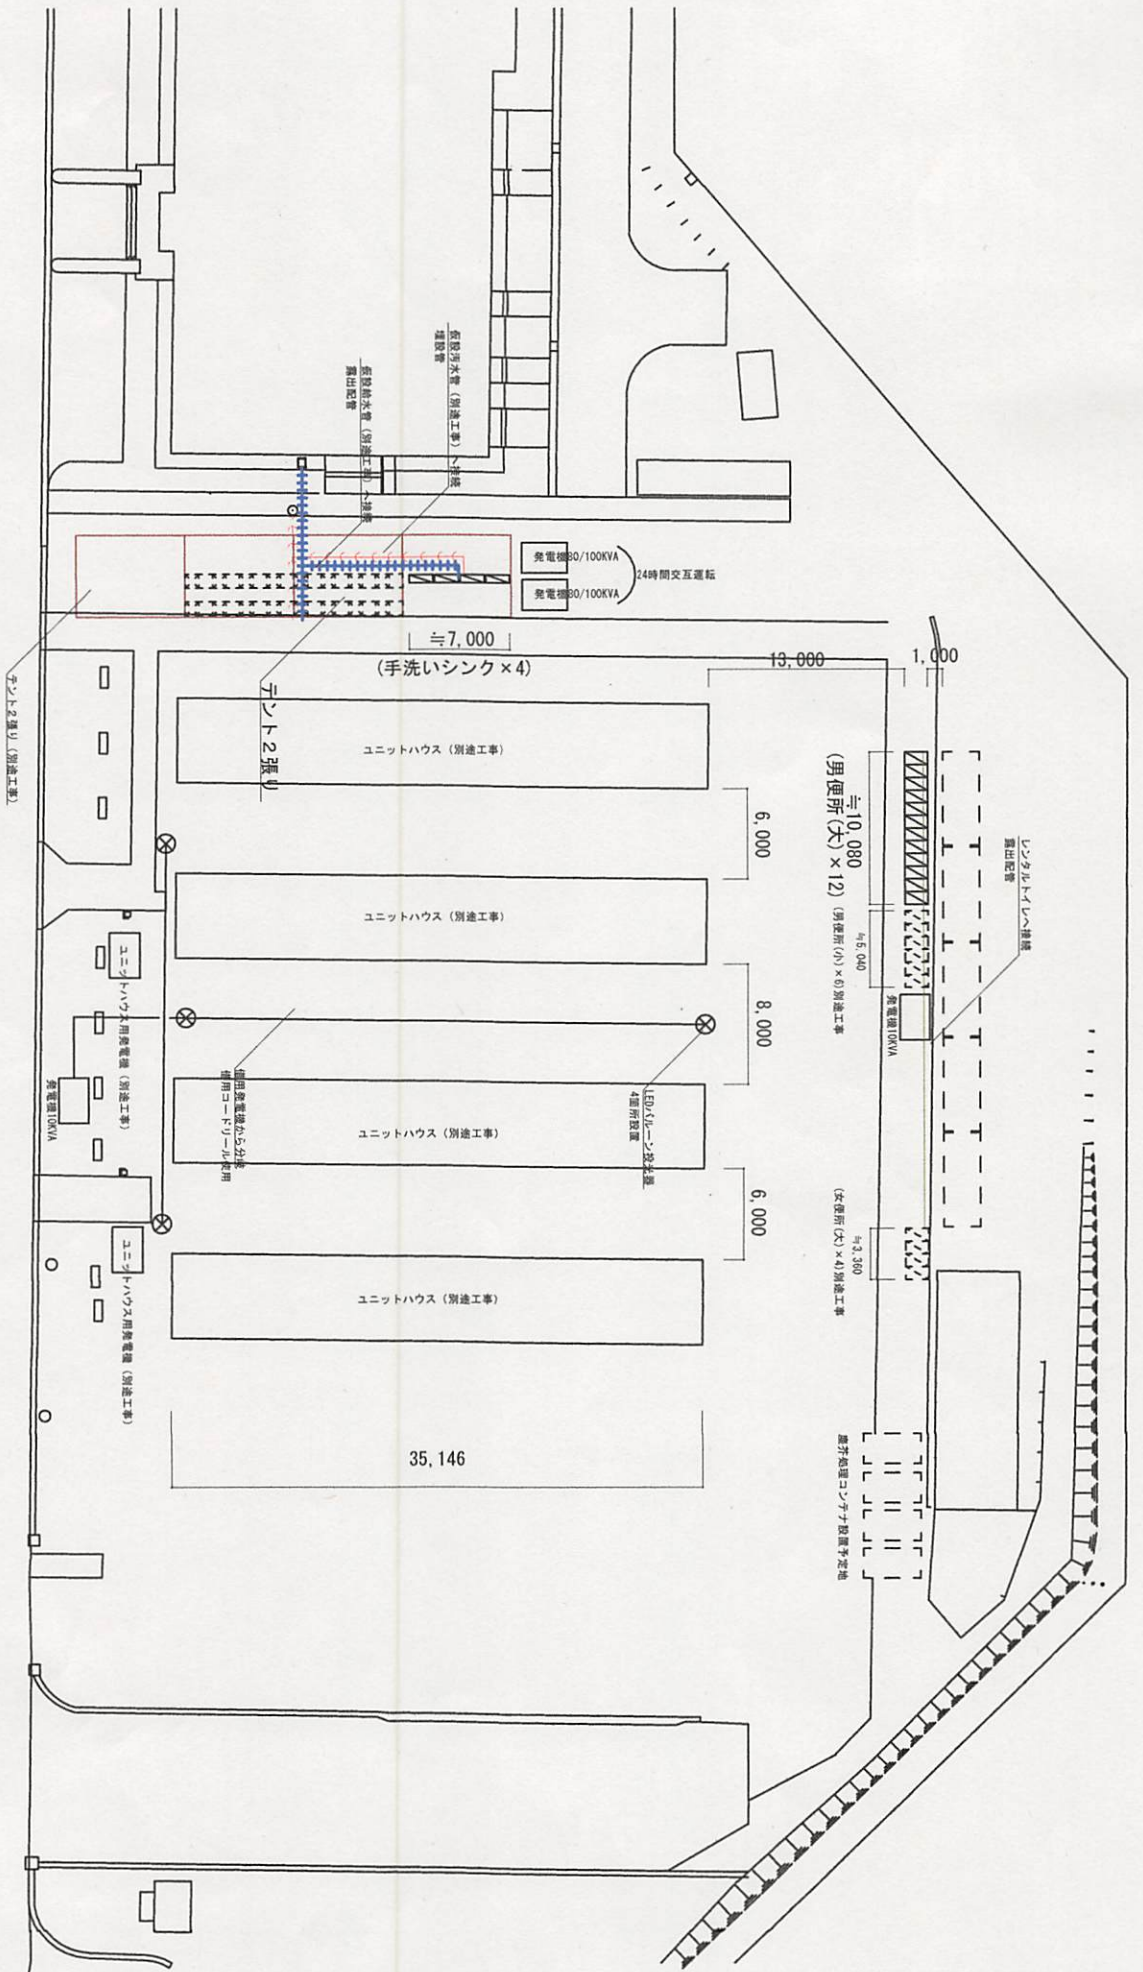 仮設汚水管（別途工事）へ接続
埋設管
仮設給水管（別途工事）へ接続
露出配管
発電機80/100KVA
発電機80/100KVA
24時間交互運転
≒7,000
(手洗いシンク×4)
13,000
1,000
テント2張り（別途工事）
テント2張り
ユニットハウス（別途工事）
6,000
≒10,080
(男便所(大)×12)
≒5,040
(男便所(小)×6)別途工事
レンタルトイレへ接続
露出配管
発電機10KVA
ユニットハウス（別途工事）
8,000
ユニットハウス用発電機（別途工事）
発電機10KVA
借用発電機から分岐
借用コードリール使用
LEDバルーン投光器
4箇所設置
ユニットハウス（別途工事）
6,000
≒3,360
(女便所(大)×4)別途工事
ユニットハウス用発電機（別途工事）
ユニットハウス（別途工事）
35,146
塵芥処理コンテナ設置予定地